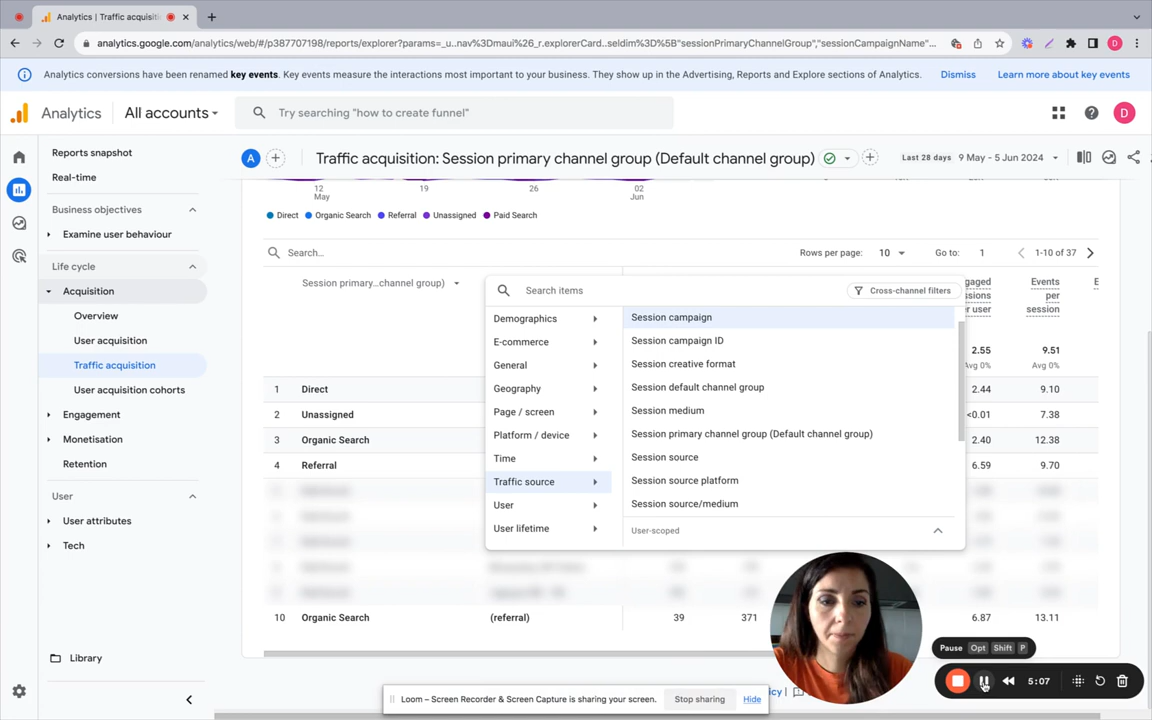 Analytics | Traffic acquisitio
analytics.google.com/analytics/web/#/p387707198/reports/explorer?params=_u..nav%3Dmaui%26_r.explorerCard..seldim%3D%5B"sessionPrimaryChannelGroup","sessionCampaignName"...
Analytics conversions have been renamed key events. Key events measure the interactions most important to your business. They show up in the Advertising, Reports and Explore sections of Analytics.
Dismiss
Learn more about key events
Analytics
All accounts
Try searching "how to create funnel"
D
D
Reports snapshot
Real-time
Business objectives
Examine user behaviour
Life cycle
Acquisition
Overview
User acquisition
Traffic acquisition
User acquisition cohorts
Engagement
Monetisation
Retention
User
User attributes
Tech
Library
A
Traffic acquisition: Session primary channel group (Default channel group)
Last 28 days
9 May - 5 Jun 2024
12 19 26 02
May Jun
Direct Organic Search Referral Unassigned Paid Search
Search...
Rows per page: 10
Go to: 1
1-10 of 37
Session primary...channel group)
Search items
Cross-channel filters
Demographics
E-commerce
General
Geography
Page / screen
Platform / device
Time
Traffic source
User
User lifetime
Session campaign
Session campaign ID
Session creative format
Session default channel group
Session medium
Session primary channel group (Default channel group)
Session source
Session source platform
Session source/medium
User-scoped
Events
per
session
E
2.55 9.51
Avg 0% Avg 0%
1 Direct 2.44 9.10
2 Unassigned <0.01 7.38
3 Organic Search 2.40 12.38
4 Referral 6.59 9.70
10 Organic Search (referral) 39 371 6.87 13.11
Pause Opt Shift P
5:07
Loom – Screen Recorder & Screen Capture is sharing your screen.
Stop sharing
Hide